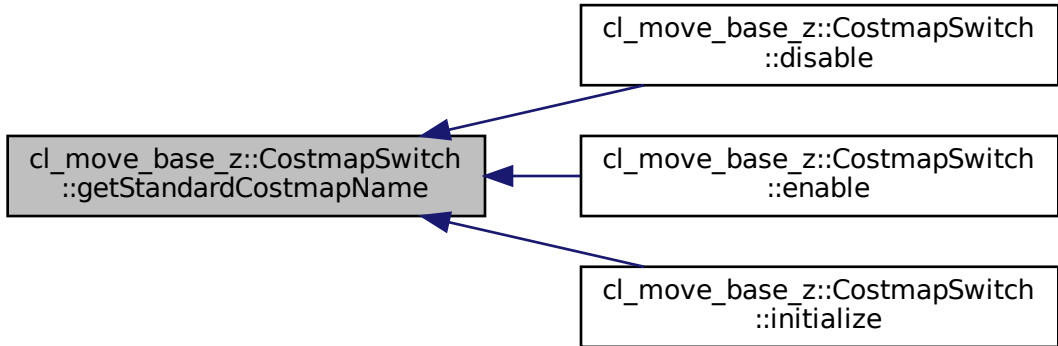 cl_move_base_z::CostmapSwitch
::disable
cl_move_base_z::CostmapSwitch
::getStandardCostmapName
cl_move_base_z::CostmapSwitch
::enable
cl_move_base_z::CostmapSwitch
::initialize